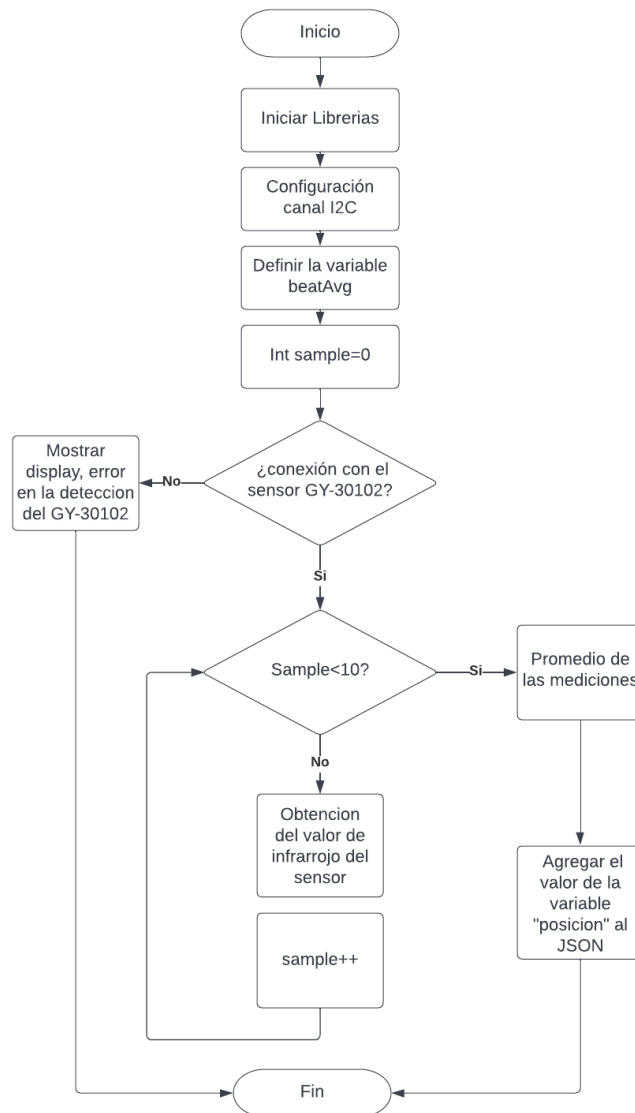 Inicio
Iniciar Librerias
Configuración
canal I2C
Definir la variable
beatAvg
Int sample=0
¿conexión con el
sensor GY-30102?
No
Mostrar
display, error
en la deteccion
del GY-30102
Si
Sample<10?
Si
Promedio de
las mediciones
No
Obtencion
del valor de
infrarrojo del
sensor
Agregar el
valor de la
variable
"posicion" al
JSON
sample++
Fin